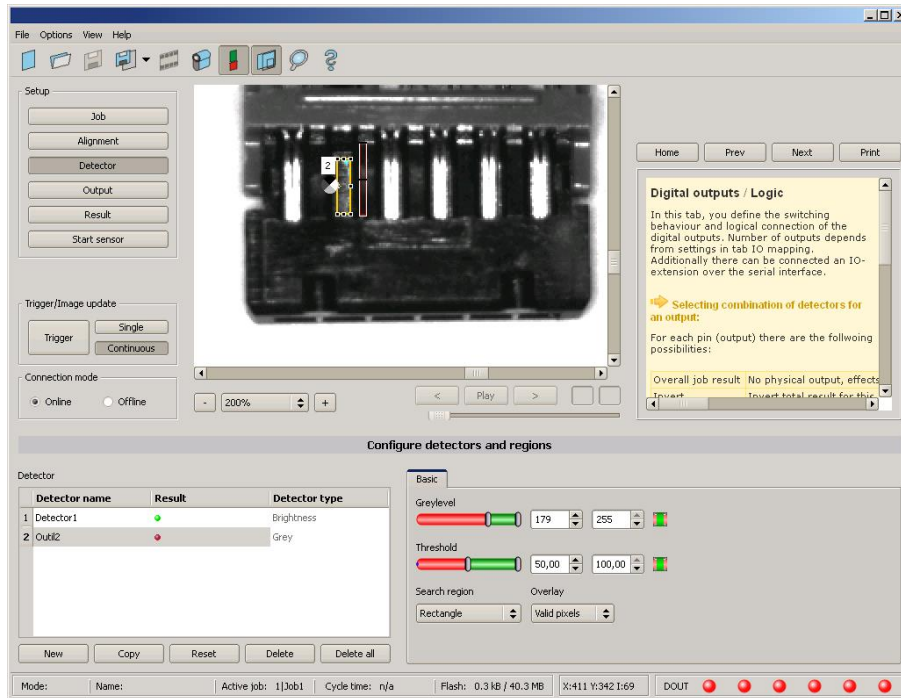 File Options View Help
Setup
Job
Alignment
Detector
Output
Result
Start sensor
Trigger/Image update
Trigger
Single
Continuous
Connection mode
Online
Offline
2
- 200% +
< Play >
Home Prev Next Print
Digital outputs / Logic
In this tab, you define the switching
behaviour and logical connection of the
digital outputs. Number of outputs depends
from settings in tab IO mapping.
Additionally there can be connected an IO-
extension over the serial interface.
Selecting combination of detectors for
an output:
For each pin (output) there are the follwoing
possibilities:
Overall job result No physical output, effects
Invert Invert total result for this
Configure detectors and regions
Detector
Detector name Result Detector type
1 Detector1 Brightness
2 Outil2 Grey
New Copy Reset Delete Delete all
Basic
Greylevel
179 255
Threshold
50,00 100,00
Search region Overlay
Rectangle Valid pixels
Mode: Name: Active job: 1|Job1 Cycle time: n/a Flash: 0.3 kB / 40.3 MB X:411 Y:342 I:69 DOUT